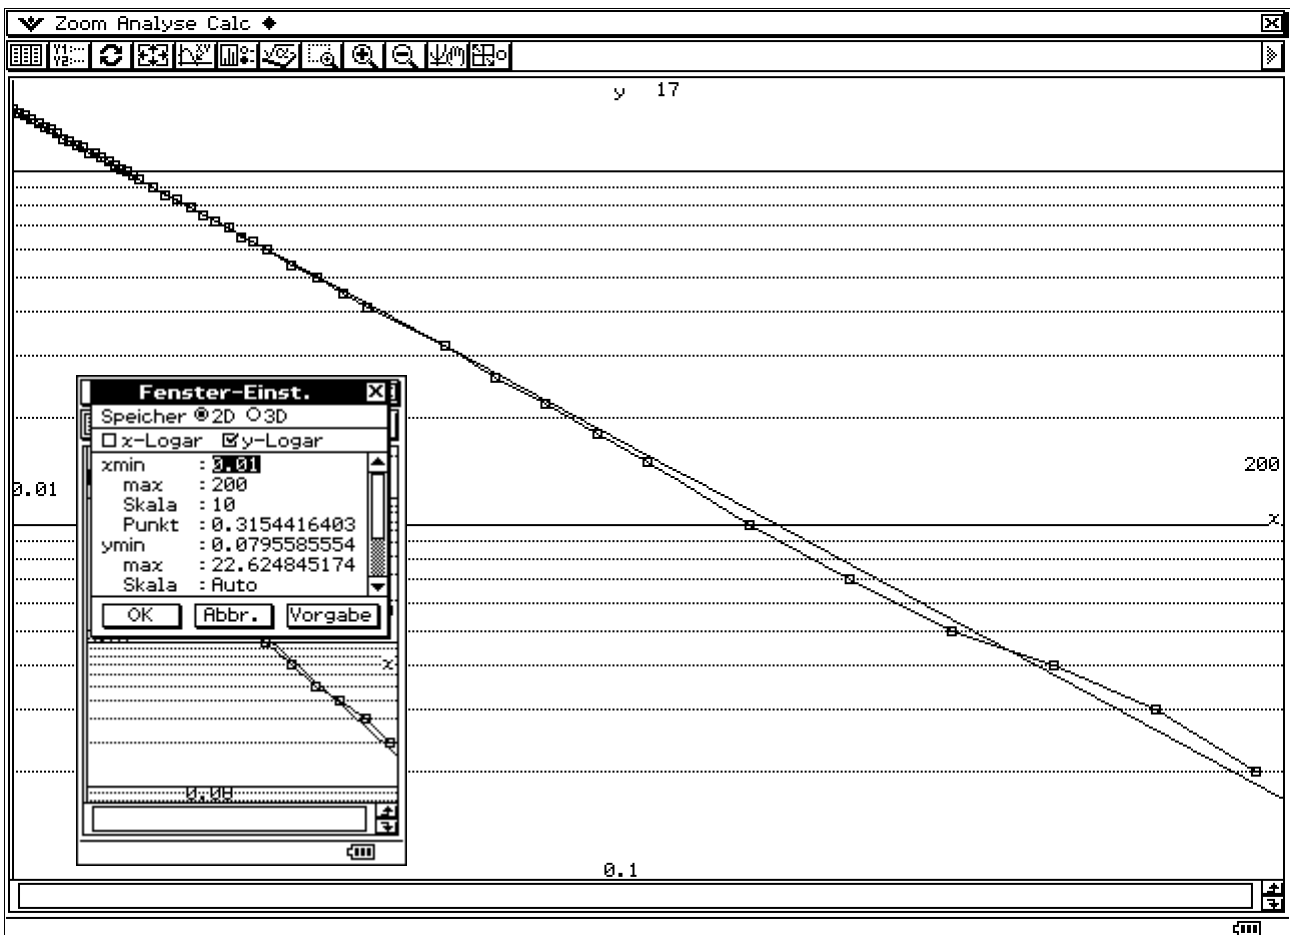 Zoom Analyse Calc ◆
y 17
Fenster-Einst.
Speicher 2D 3D
x-Logar y-Logar
xmin :0.01
max :200
Skala :10
Punkt :0.3154416403
ymin :0.0795585554
max :22.624845174
Skala :Auto
OK Abbr. Vorgabe
x
0.08
0.01
200
x
0.1